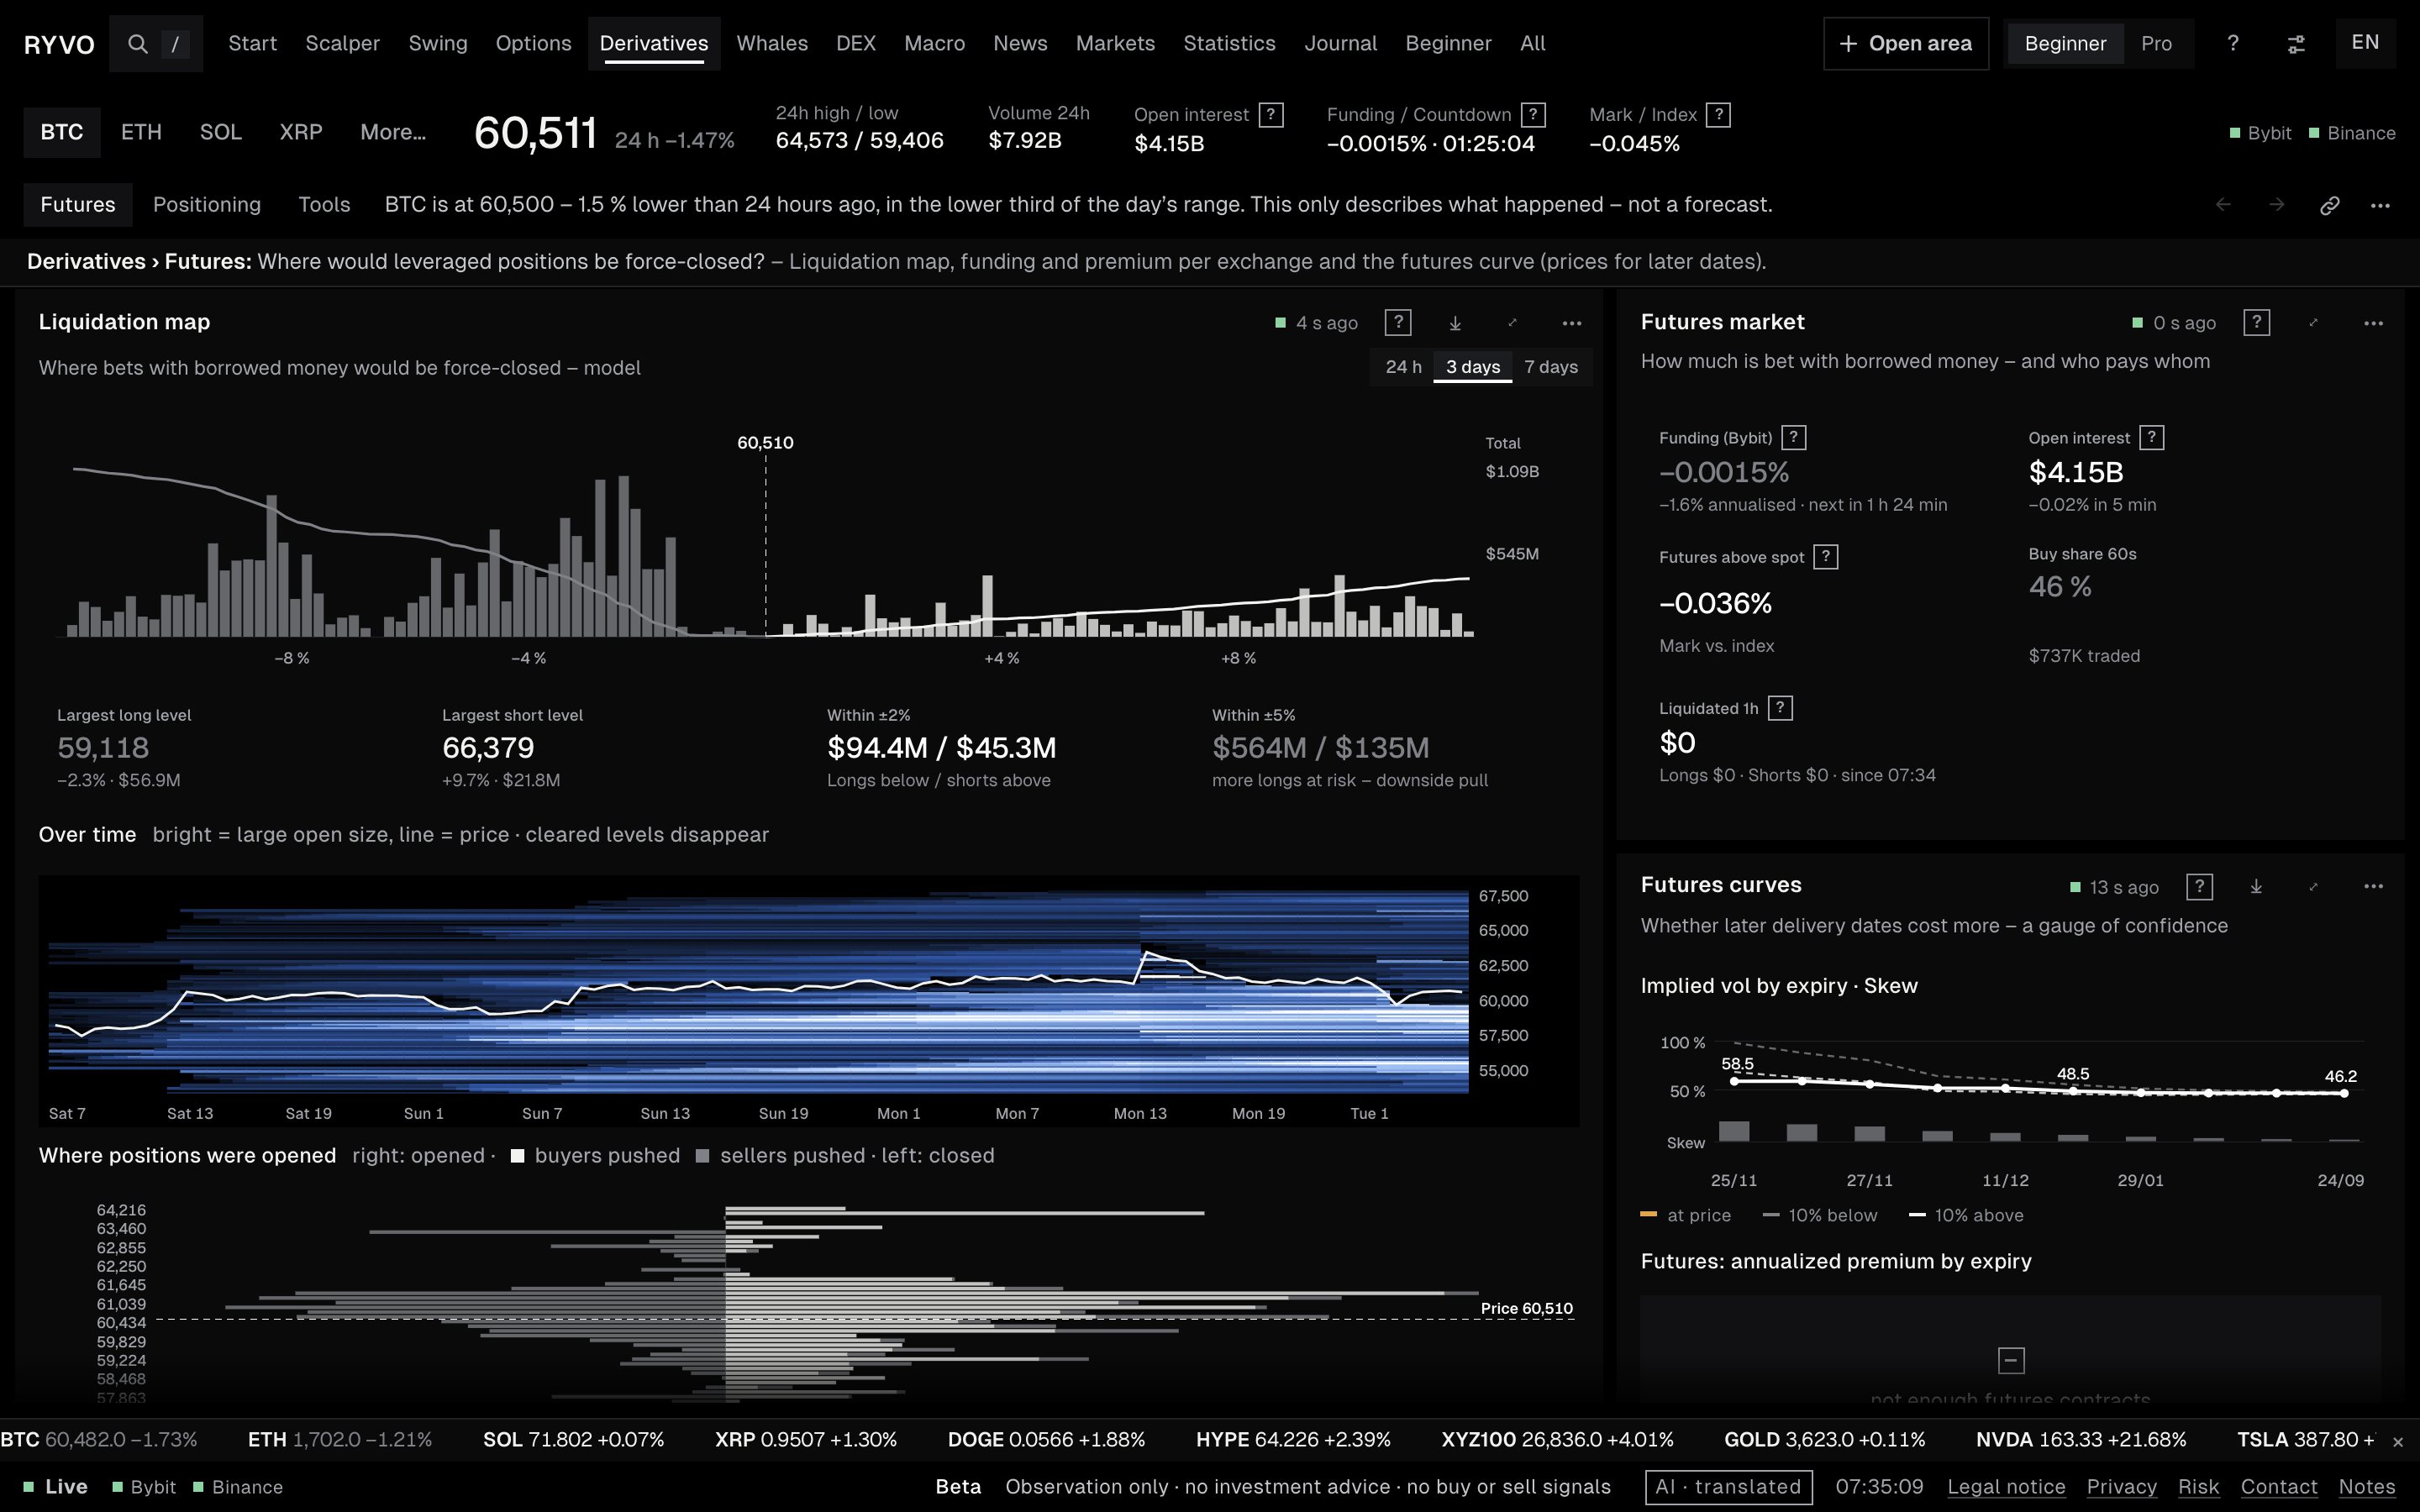 RYVO / Start Scalper Swing Options Derivatives Whales DEX Macro News Markets Statistics Journal Beginner All + Open area Beginner Pro ? EN
BTC ETH SOL XRP More… 60,511 24 h −1.47%
24h high / low
64,573 / 59,406
Volume 24h
$7.92B
Open interest ?
$4.15B
Funding / Countdown ?
−0.0015% · 01:25:04
Mark / Index ?
−0.045%
Bybit Binance
Futures Positioning Tools BTC is at 60,500 – 1.5 % lower than 24 hours ago, in the lower third of the day's range. This only describes what happened – not a forecast.
Derivatives › Futures: Where would leveraged positions be force-closed? – Liquidation map, funding and premium per exchange and the futures curve (prices for later dates).
Liquidation map 4 s ago ?
Where bets with borrowed money would be force-closed – model
24 h 3 days 7 days
60,510
Total
$1.09B
$545M
−8 % −4 % +4 % +8 %
Largest long level
59,118
−2.3% · $56.9M
Largest short level
66,379
+9.7% · $21.8M
Within ±2%
$94.4M / $45.3M
Longs below / shorts above
Within ±5%
$564M / $135M
more longs at risk – downside pull
Over time bright = large open size, line = price · cleared levels disappear
67,500
65,000
62,500
60,000
57,500
55,000
Sat 7 Sat 13 Sat 19 Sun 1 Sun 7 Sun 13 Sun 19 Mon 1 Mon 7 Mon 13 Mon 19 Tue 1
Where positions were opened right: opened · buyers pushed sellers pushed · left: closed
64,216
63,460
62,855
62,250
61,645
61,039
60,434
59,829
59,224
58,468
57,863
Price 60,510
Futures market 0 s ago ?
How much is bet with borrowed money – and who pays whom
Funding (Bybit) ?
−0.0015%
−1.6% annualised · next in 1 h 24 min
Open interest ?
$4.15B
−0.02% in 5 min
Futures above spot ?
−0.036%
Mark vs. index
Buy share 60s
46 %
$737K traded
Liquidated 1h ?
$0
Longs $0 · Shorts $0 · since 07:34
Futures curves 13 s ago ?
Whether later delivery dates cost more – a gauge of confidence
Implied vol by expiry · Skew
100 %
50 %
Skew
58.5 48.5 46.2
25/11 27/11 11/12 29/01 24/09
at price 10% below 10% above
Futures: annualized premium by expiry
not enough futures contracts
BTC 60,482.0 −1.73% ETH 1,702.0 −1.21% SOL 71.802 +0.07% XRP 0.9507 +1.30% DOGE 0.0566 +1.88% HYPE 64.226 +2.39% XYZ100 26,836.0 +4.01% GOLD 3,623.0 +0.11% NVDA 163.33 +21.68% TSLA 387.80 +
Live Bybit Binance Beta Observation only · no investment advice · no buy or sell signals AI · translated 07:35:09 Legal notice Privacy Risk Contact Notes